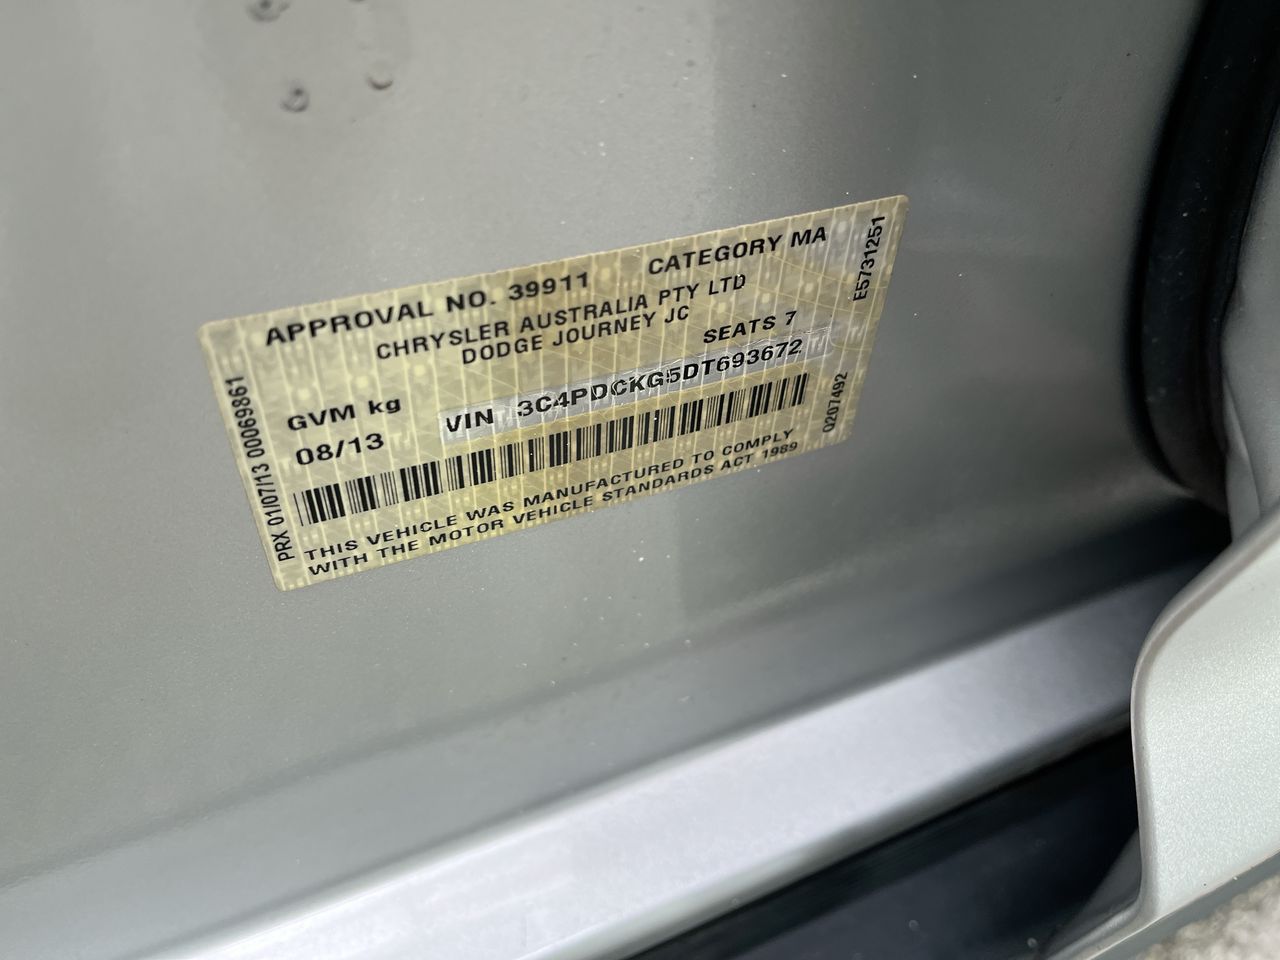 APPROVAL NO. 39911 CATEGORY MA
CHRYSLER AUSTRALIA PTY LTD
DODGE JOURNEY JC
SEATS 7
GVM kg
VIN 3C4PDCKG5DT693672
08/13
THIS VEHICLE WAS MANUFACTURED TO COMPLY
WITH THE MOTOR VEHICLE STANDARDS ACT 1989
PRX 01/07/13 00069861
E5731251
Q207492